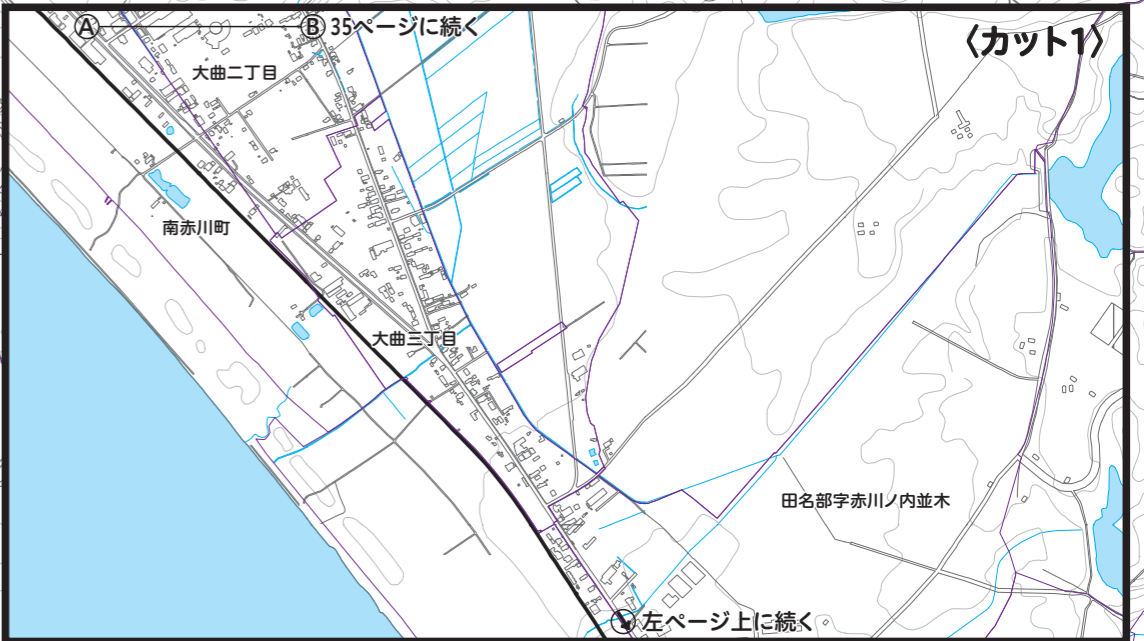 Ⓐ Ⓑ 35ページに続く
〈カット1〉
大曲二丁目
南赤川町
大曲三丁目
田名部字赤川ノ内並木
左ページ上に続く